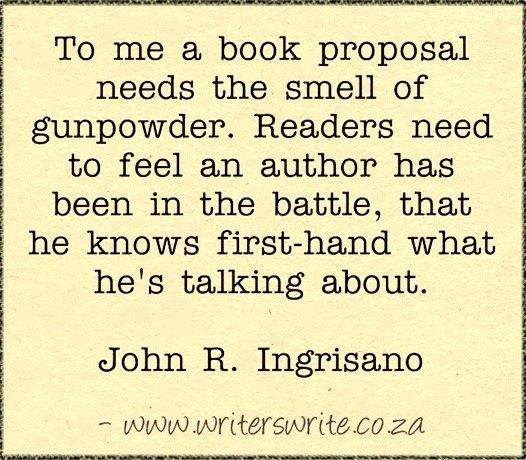 To me a book proposal
needs the smell of
gunpowder. Readers need
to feel an author has
been in the battle, that
he knows first-hand what
he's talking about.
John R. Ingrisano
- www.writerswrite.co.za